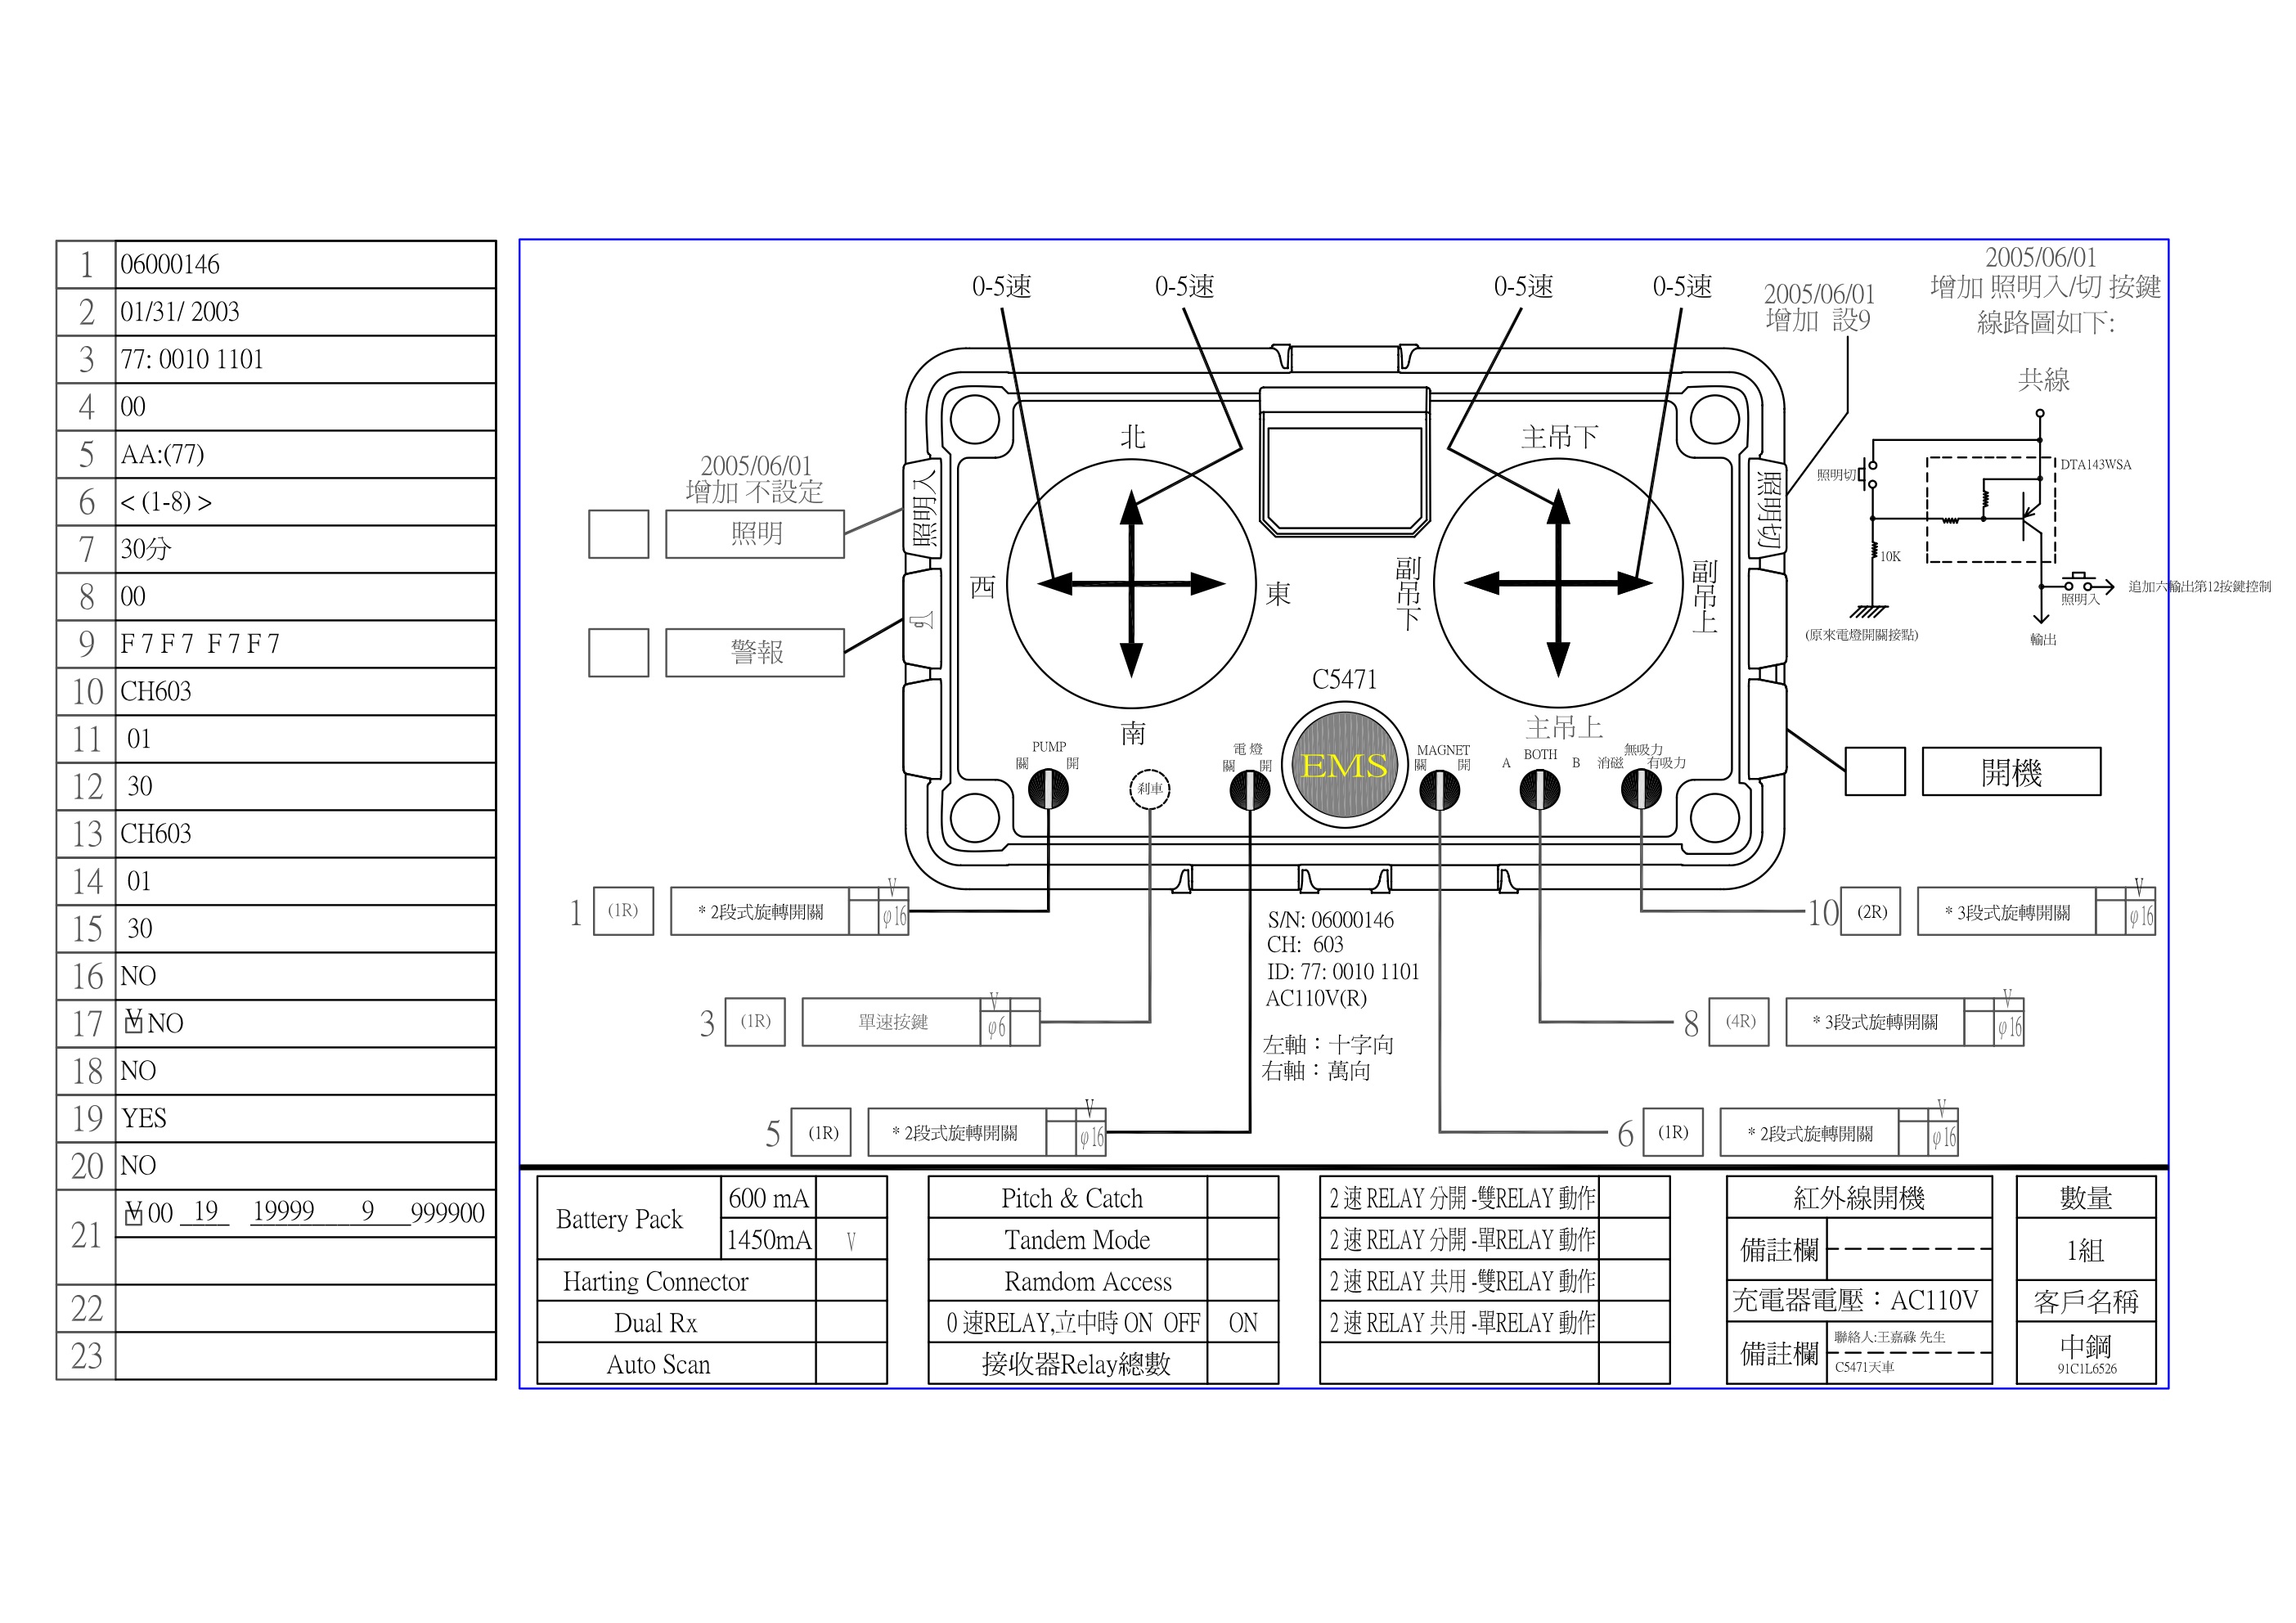 1 06000146
2 01/31/ 2003
3 77: 0010 1101
4 00
5 AA:(77)
6 < (1-8) >
7 30分
8 00
9 F 7 F 7 F 7 F 7
10 CH603
11 01
12 30
13 CH603
14 01
15 30
16 NO
17 V NO
18 NO
19 YES
20 NO
21 V 00 19 19999 9 999900
22
23
0-5速 0-5速 0-5速 0-5速
2005/06/01
增加 設9
2005/06/01
增加 照明入/切 按鍵
線路圖如下:
共線
DTA143WSA
照明切
10K
照明入
追加六輸出第12按鍵控制
(原來電燈開關接點)
輸出
2005/06/01
增加 不設定
照明
警報
照明入
照明切
北
西
東
南
主吊下
副吊下
副吊上
主吊上
C5471
EMS
PUMP
關 開
剎車
電 燈
關 開
MAGNET
關 開
BOTH
A B
無吸力
消磁 有吸力
開機
1 (1R) * 2段式旋轉開關 V φ16
3 (1R) 單速按鍵 V φ6
5 (1R) * 2段式旋轉開關 V φ16
S/N: 06000146
CH: 603
ID: 77: 0010 1101
AC110V(R)
左軸：十字向
右軸：萬向
10 (2R) * 3段式旋轉開關 V φ16
8 (4R) * 3段式旋轉開關 V φ16
6 (1R) * 2段式旋轉開關 V φ16
Battery Pack
600 mA
1450mA V
Harting Connector
Dual Rx
Auto Scan
Pitch & Catch
Tandem Mode
Ramdom Access
0 速RELAY,立中時 ON OFF ON
接收器Relay總數
2 速 RELAY 分開 -雙RELAY 動作
2 速 RELAY 分開 -單RELAY 動作
2 速 RELAY 共用 -雙RELAY 動作
2 速 RELAY 共用 -單RELAY 動作
紅外線開機
備註欄
充電器電壓：AC110V
備註欄
聯絡人:王嘉祿 先生
C5471天車
數量
1組
客戶名稱
中鋼
91C1L6526